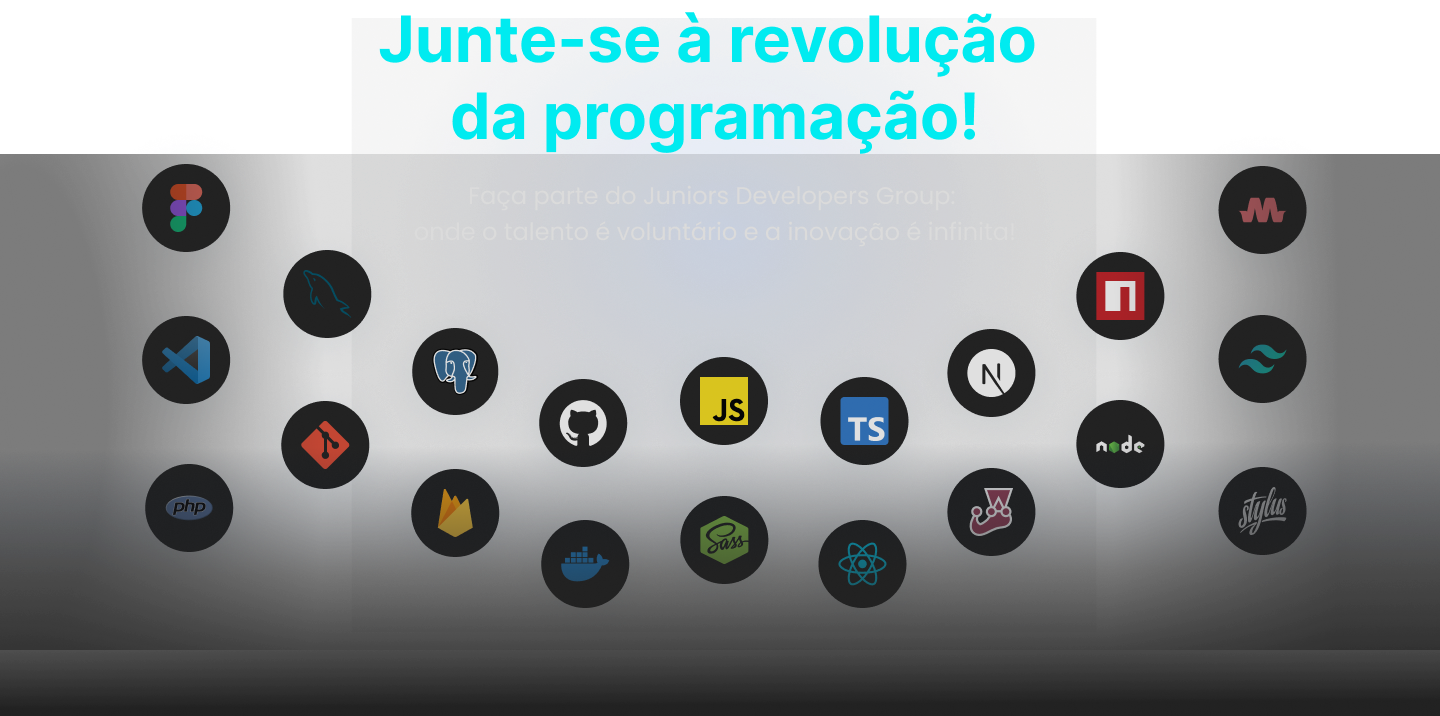 Junte-se à revolução
da programação!
Faça parte do Juniors Developers Group:
onde o talento é voluntário e a inovação é infinita!
JS
TS
N
node
php
Sass
stylus